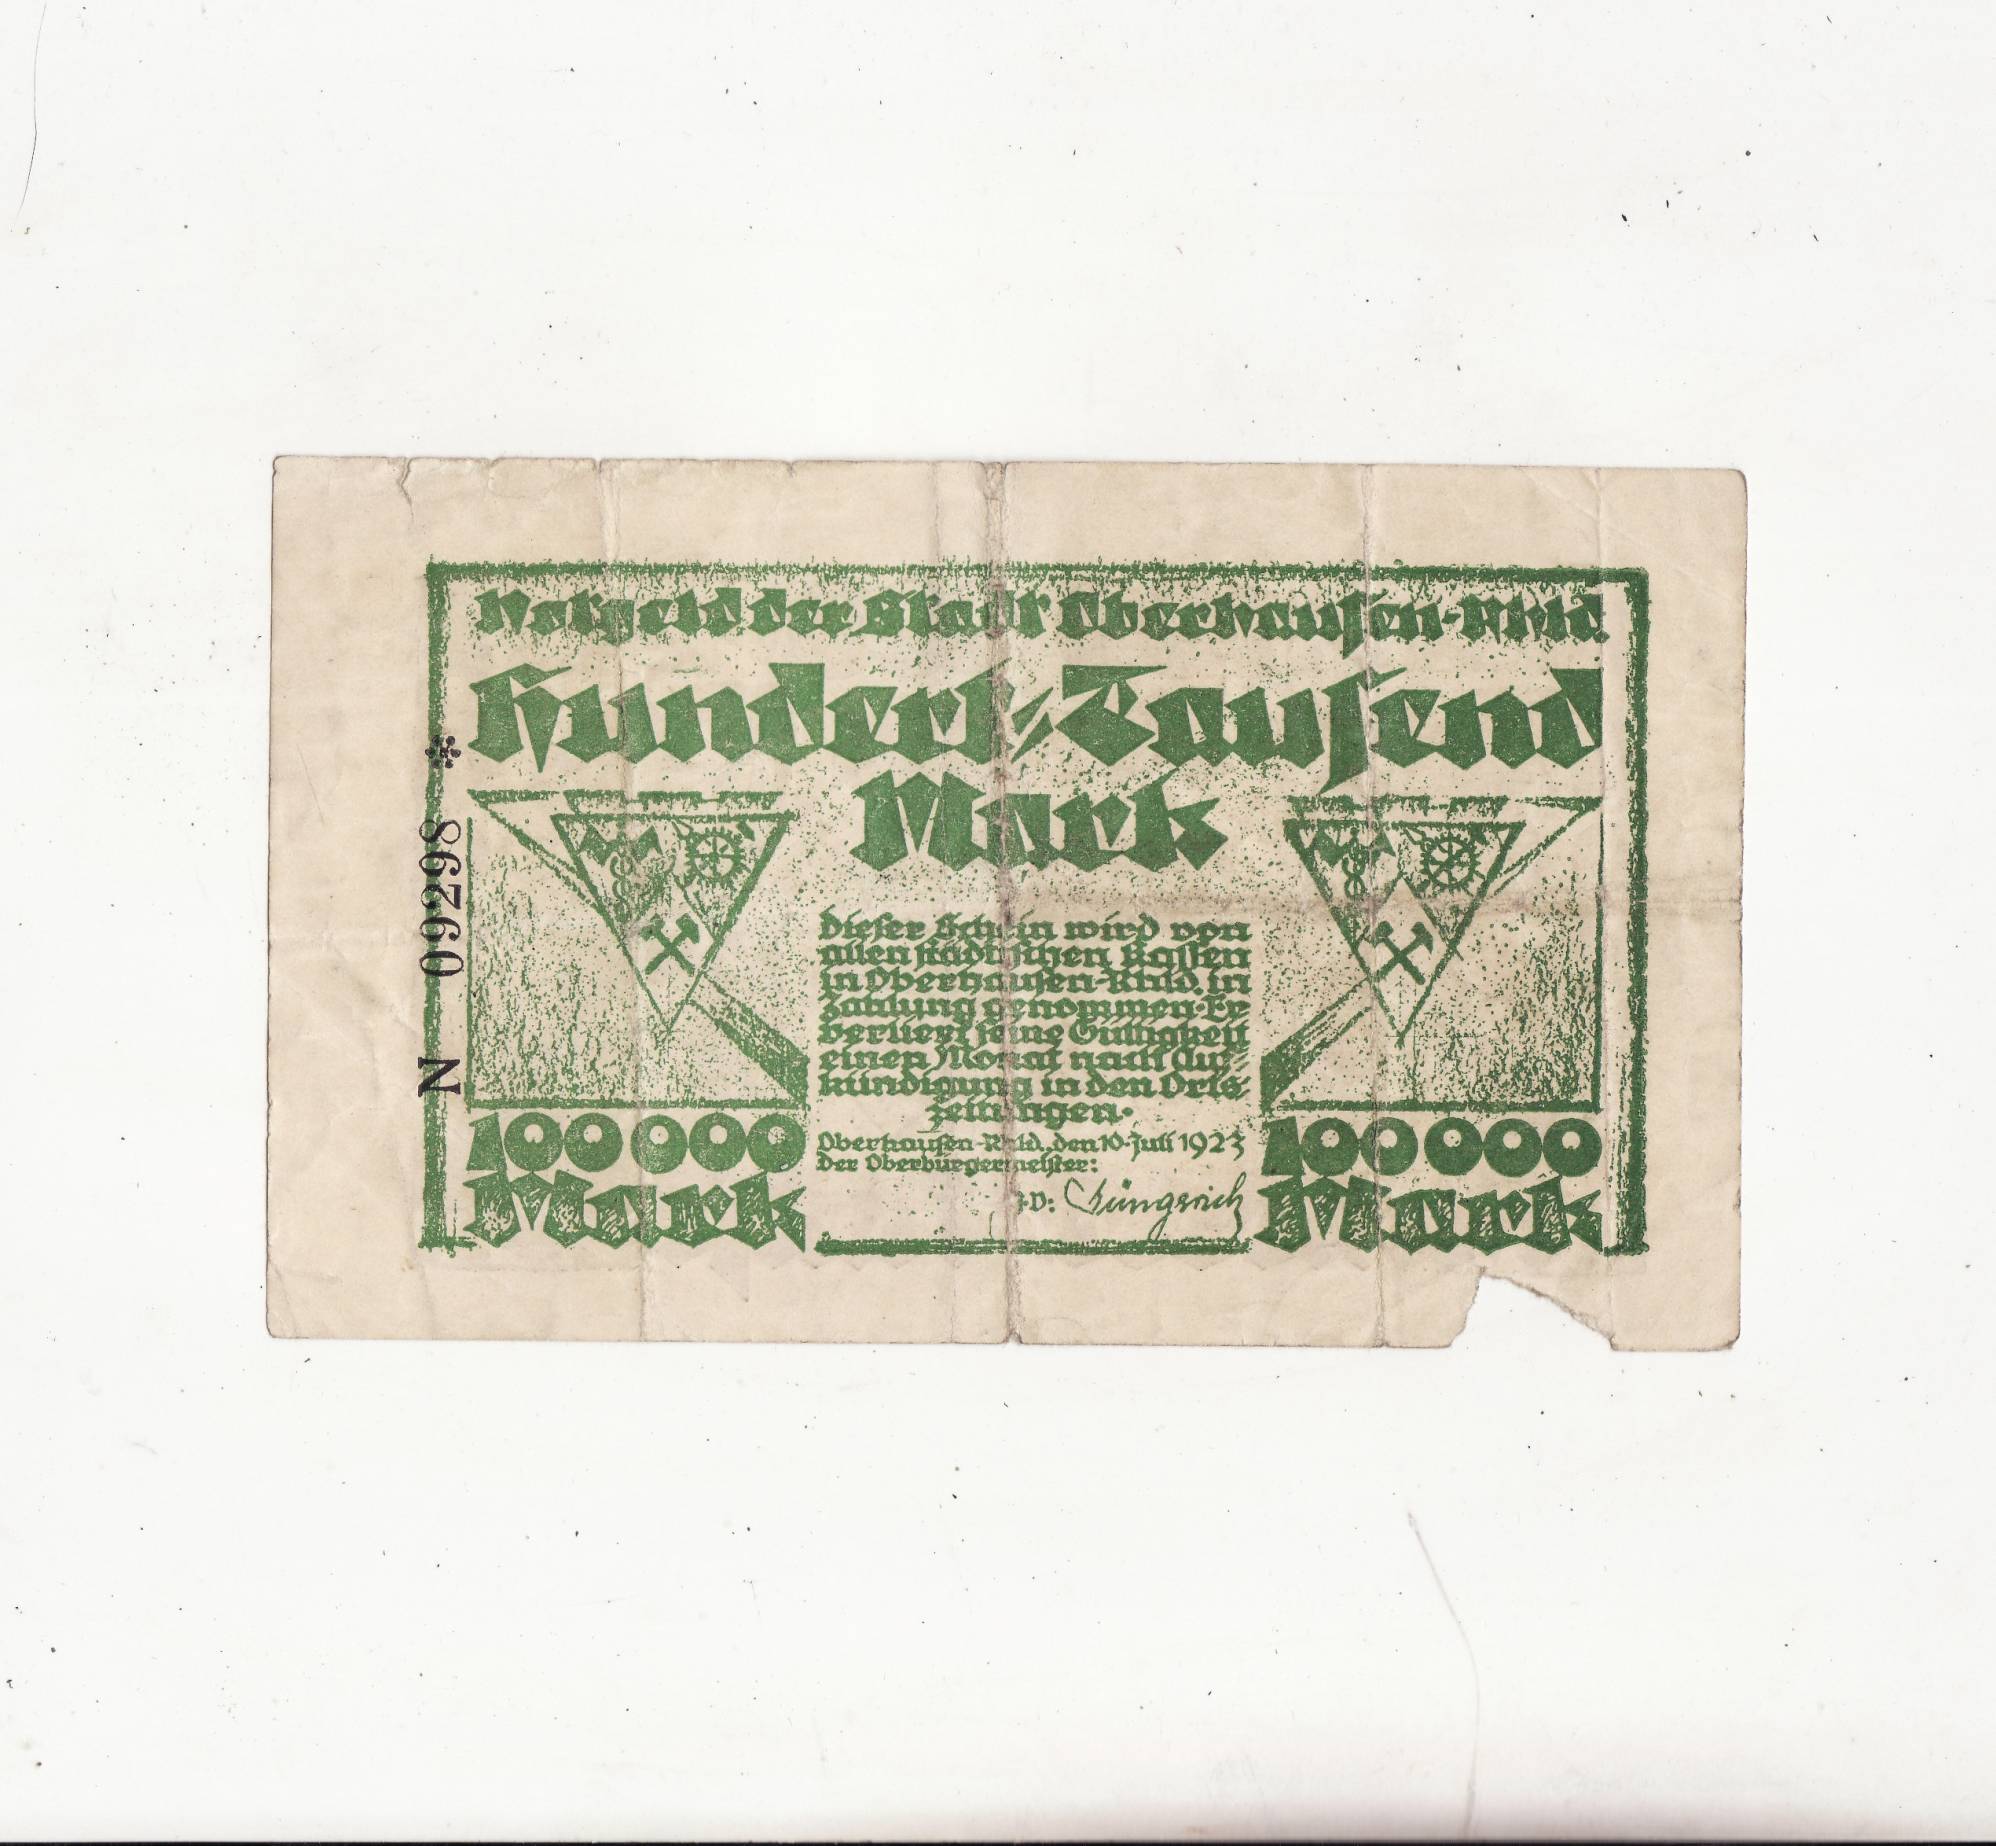 Notgeld der Stadt Oberhausen-Rhld.
Hundert-Tausend
Mark
Dieser Schein wird von
allen städtischen Kassen
in Oberhausen-Rhld. in
Zahlung genommen·Er
verliert seine Gültigkeit
einen Monat nach An-
kündigung in den Orts-
zeitungen·
Oberhausen-Rhld., den 10·Juli 1923
Der Oberbürgermeister:
J.V:
100000
Mark
100000
Mark
N 09298 *